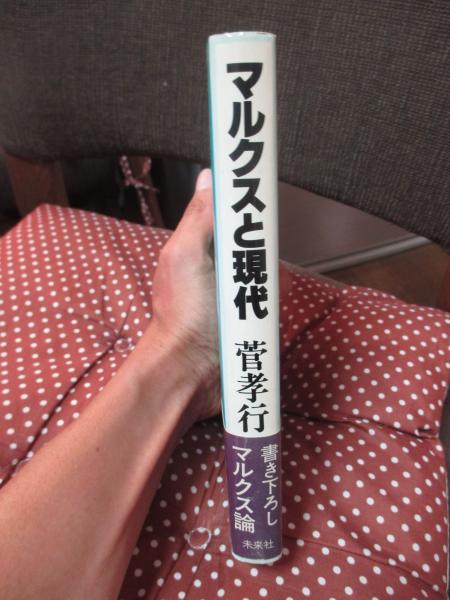 マルクスと現代
菅孝行
書き下ろし
マルクス論
未来社